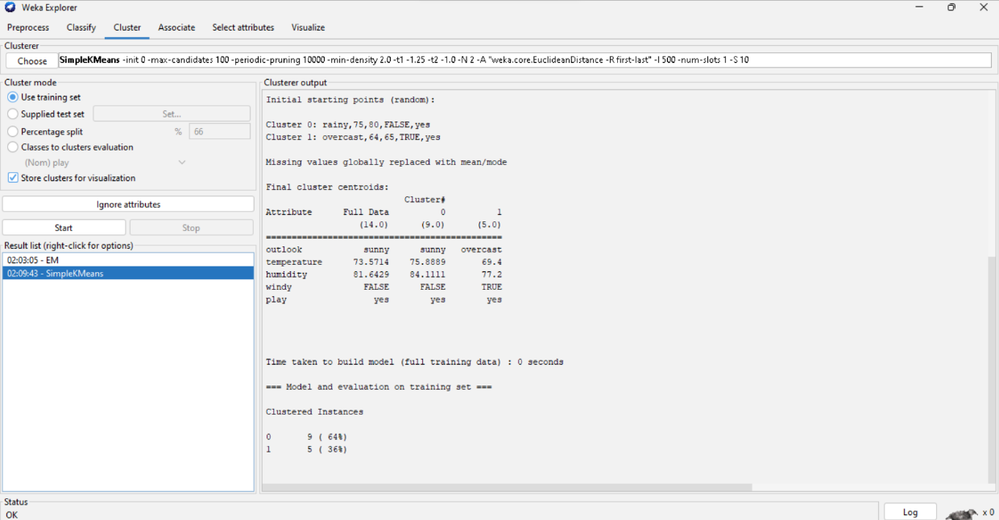 Weka Explorer
Preprocess Classify Cluster Associate Select attributes Visualize
Clusterer
Choose SimpleKMeans -init 0 -max-candidates 100 -periodic-pruning 10000 -min-density 2.0 -t1 -1.25 -t2 -1.0 -N 2 -A "weka.core.EuclideanDistance -R first-last" -I 500 -num-slots 1 -S 10
Cluster mode
Use training set
Supplied test set Set...
Percentage split % 66
Classes to clusters evaluation
(Nom) play
Store clusters for visualization
Ignore attributes
Start Stop
Result list (right-click for options)
02:03:05 - EM
02:09:43 - SimpleKMeans
Clusterer output
Initial starting points (random):
Cluster 0: rainy,75,80,FALSE,yes
Cluster 1: overcast,64,65,TRUE,yes
Missing values globally replaced with mean/mode
Final cluster centroids:
Cluster#
Attribute Full Data 0 1
(14.0) (9.0) (5.0)
==============================================
outlook sunny sunny overcast
temperature 73.5714 75.8889 69.4
humidity 81.6429 84.1111 77.2
windy FALSE FALSE TRUE
play yes yes yes
Time taken to build model (full training data) : 0 seconds
=== Model and evaluation on training set ===
Clustered Instances
0 9 ( 64%)
1 5 ( 36%)
Status
OK
Log x 0